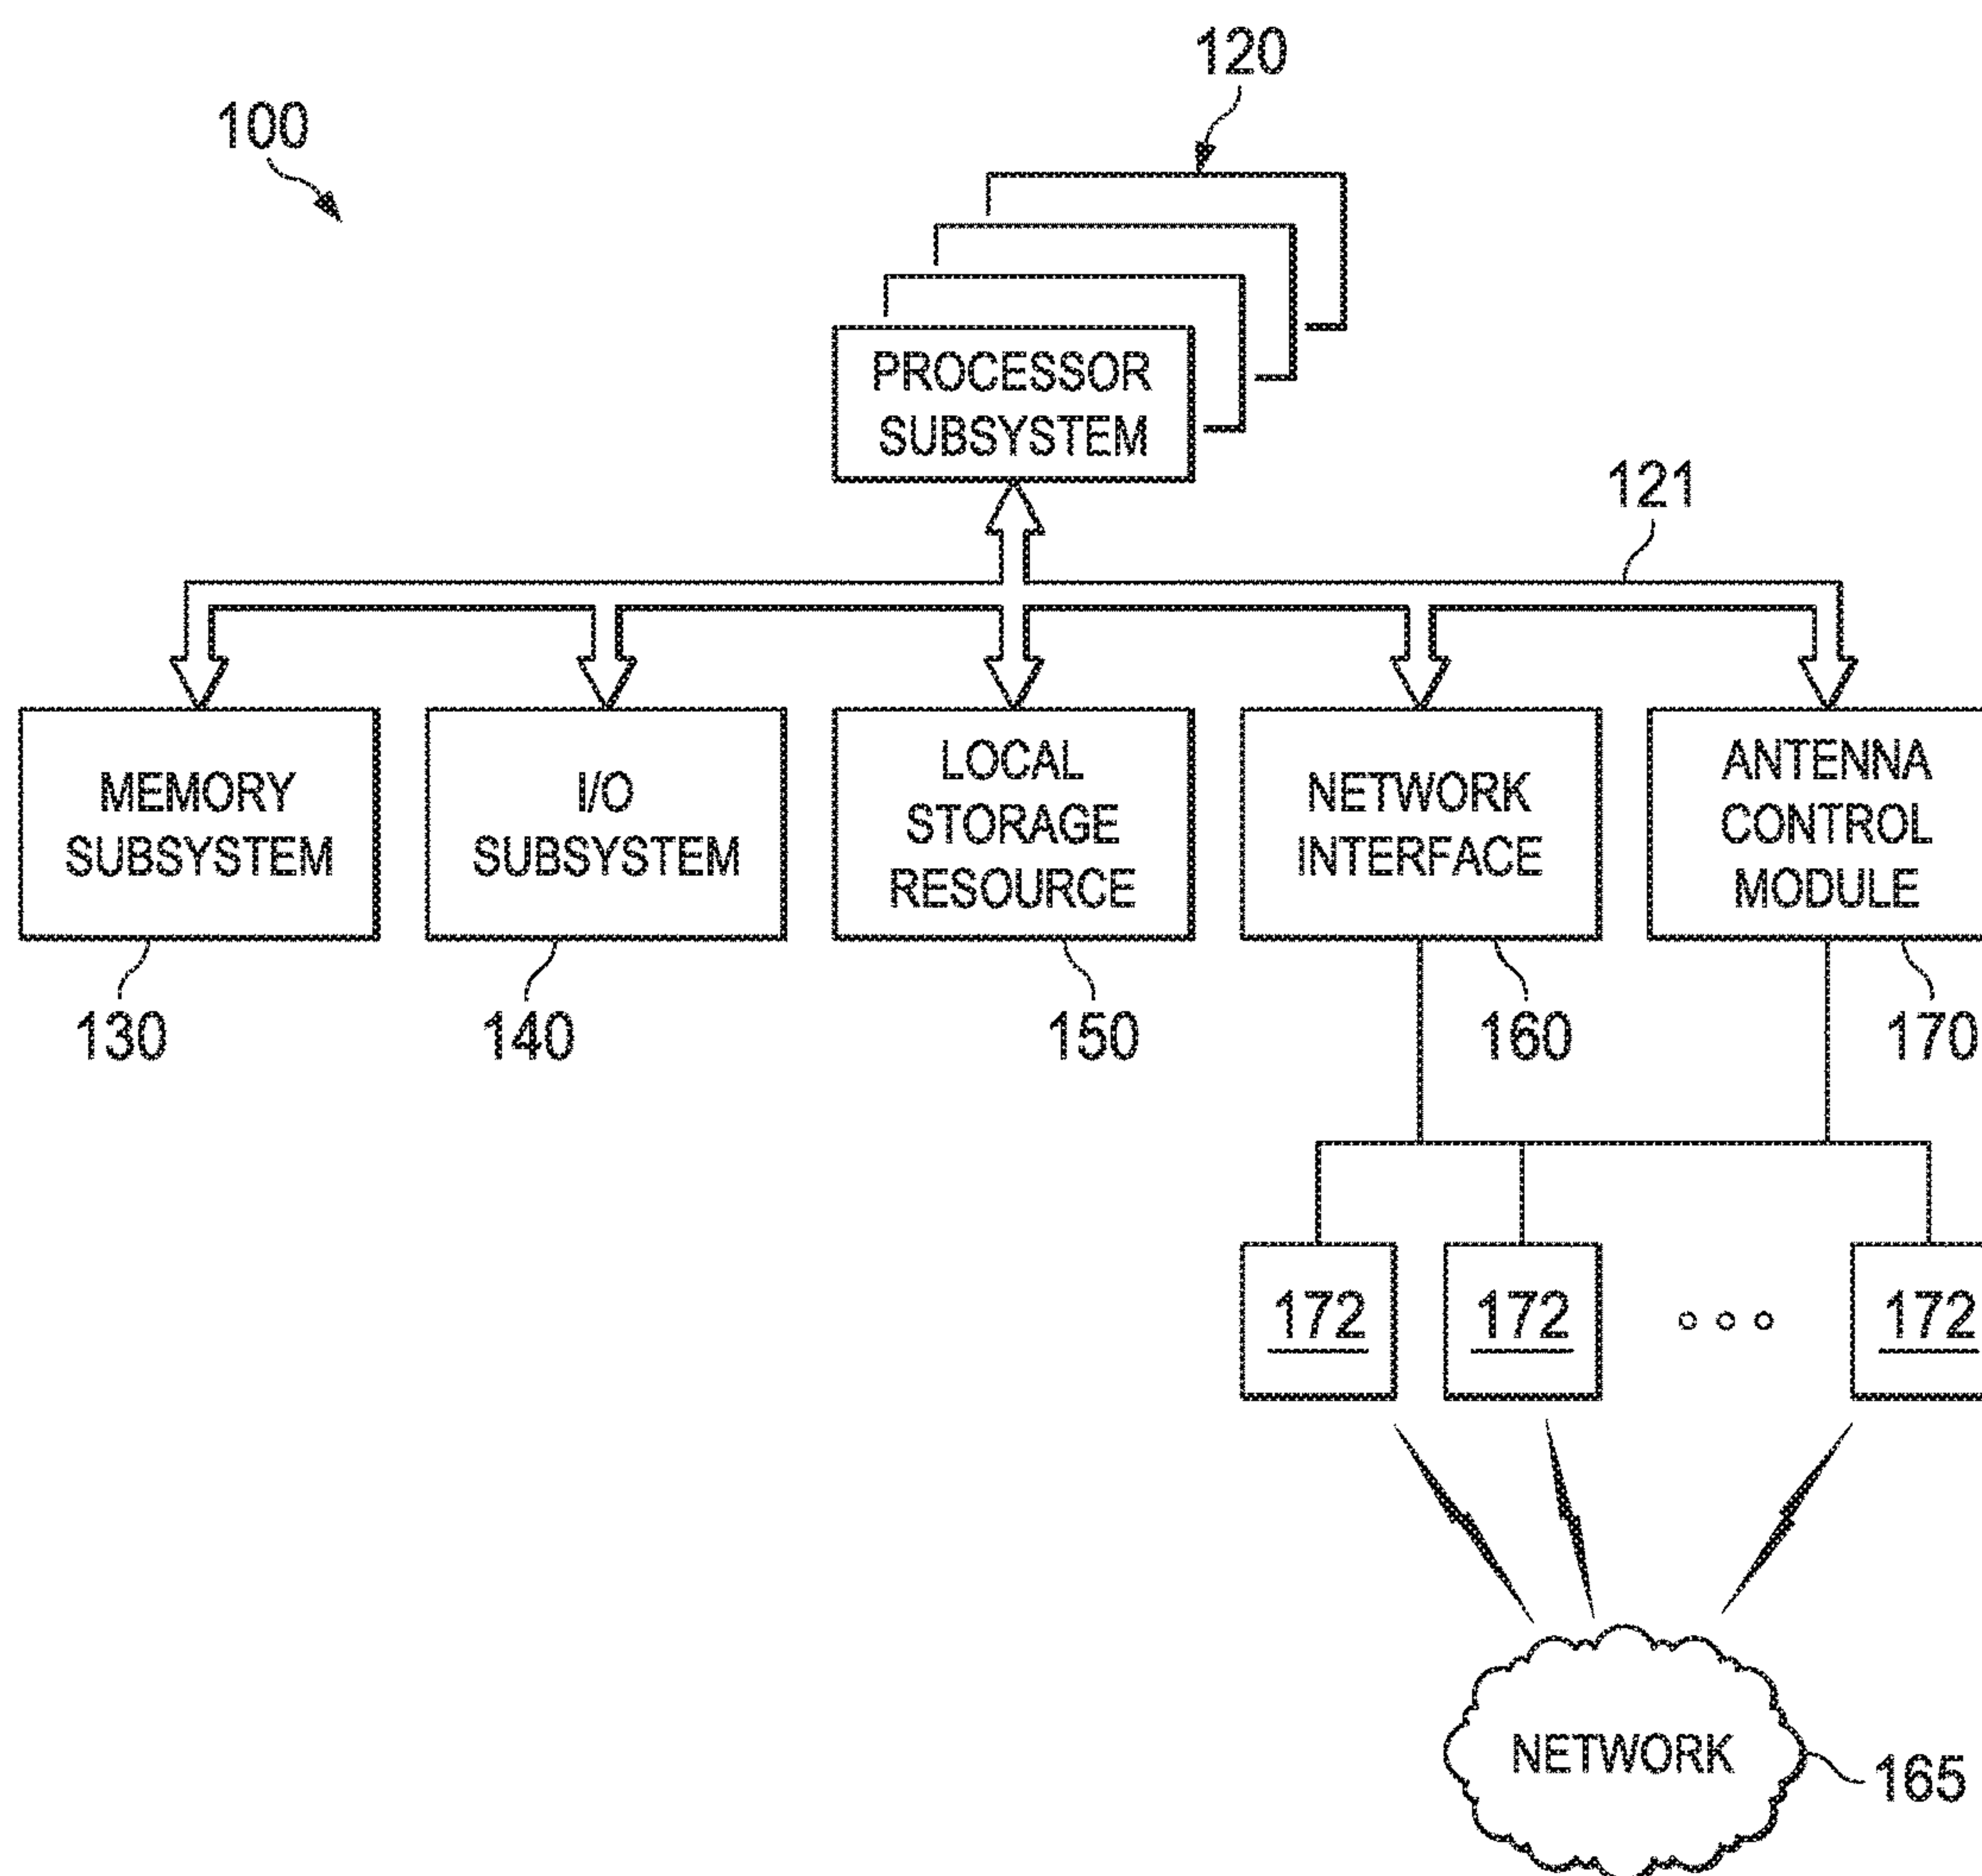 120
100
PROCESSOR
SUBSYSTEM
121
MEMORY
SUBSYSTEM
I/O
SUBSYSTEM
LOCAL
STORAGE
RESOURCE
NETWORK
INTERFACE
ANTENNA
CONTROL
MODULE
130
140
150
160
170
172
172
172
NETWORK
165